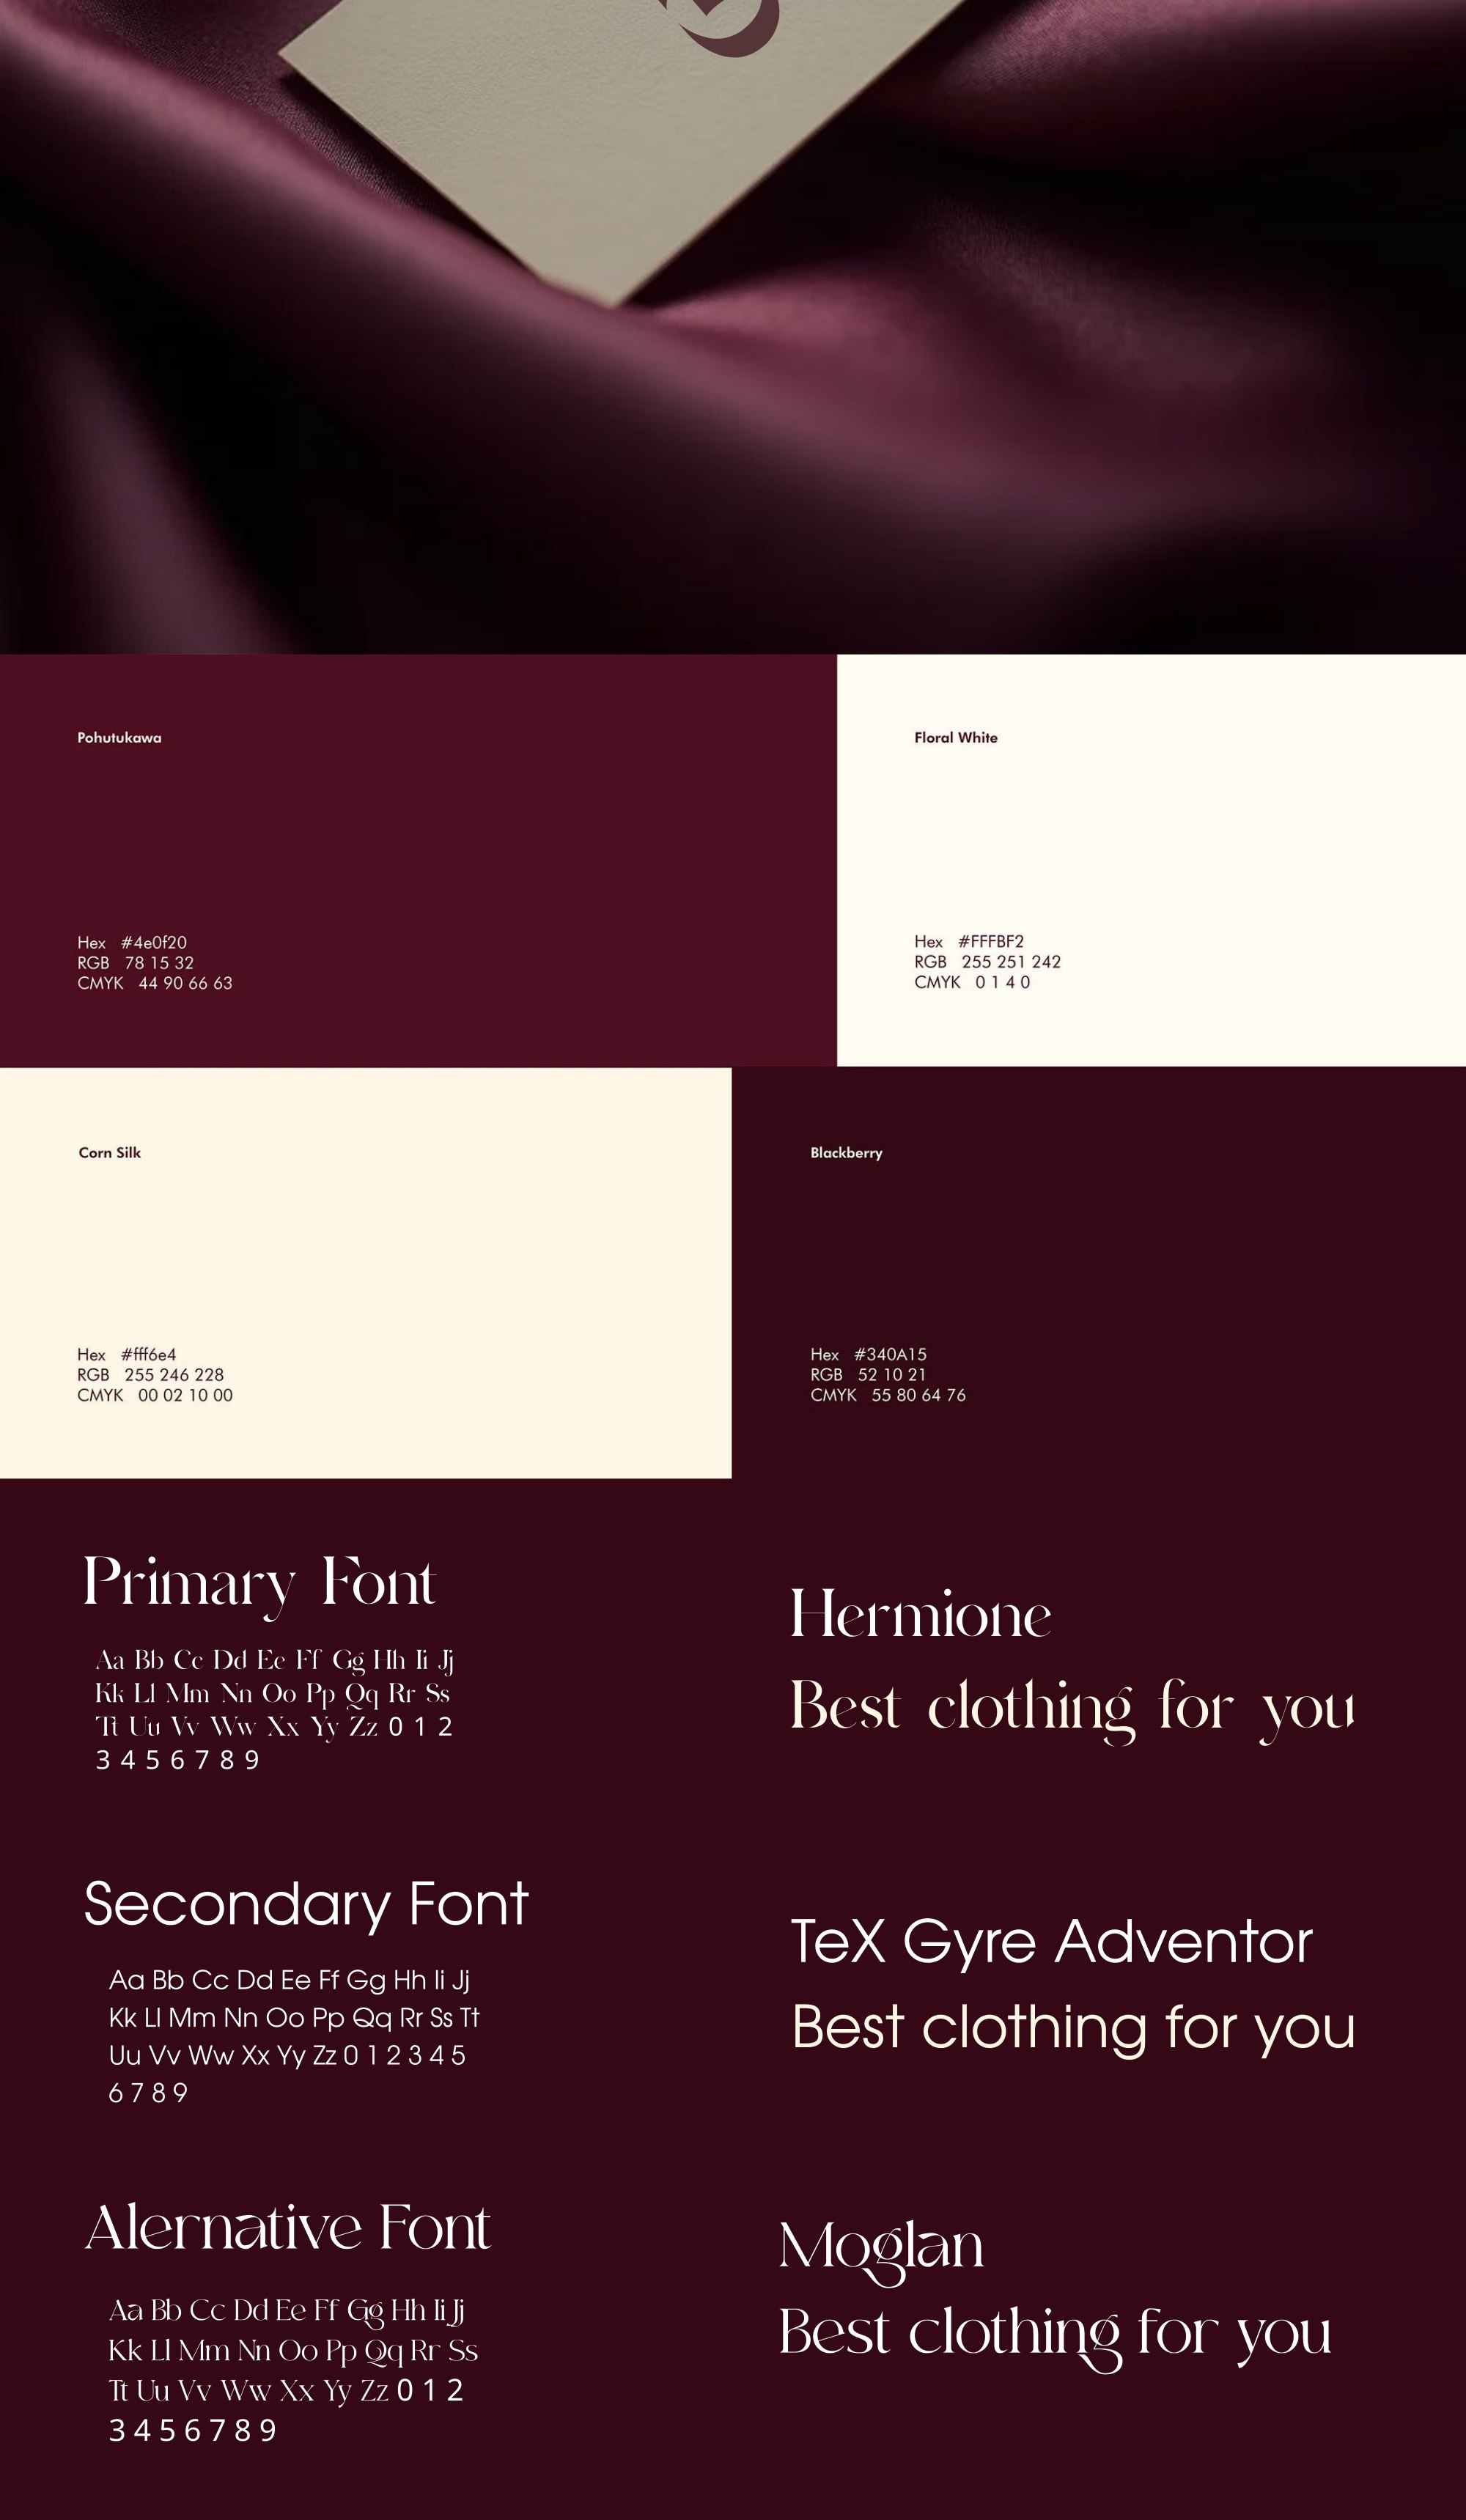 Pohutukawa
Hex #4e0f20
RGB 78 15 32
CMYK 44 90 66 63
Floral White
Hex #FFFBF2
RGB 255 251 242
CMYK 0 1 4 0
Corn Silk
Hex #fff6e4
RGB 255 246 228
CMYK 00 02 10 00
Blackberry
Hex #340A15
RGB 52 10 21
CMYK 55 80 64 76
Primary Font
Aa Bb Cc Dd Ee Ff Gg Hh Ii Jj
Kk Ll Mm Nn Oo Pp Qq Rr Ss
Tt Uu Vv Ww Xx Yy Zz 0 1 2
3 4 5 6 7 8 9
Hermione
Best clothing for you
Secondary Font
Aa Bb Cc Dd Ee Ff Gg Hh Ii Jj
Kk Ll Mm Nn Oo Pp Qq Rr Ss Tt
Uu Vv Ww Xx Yy Zz 0 1 2 3 4 5
6 7 8 9
TeX Gyre Adventor
Best clothing for you
Alernative Font
Aa Bb Cc Dd Ee Ff Gg Hh Ii Jj
Kk Ll Mm Nn Oo Pp Qq Rr Ss
Tt Uu Vv Ww Xx Yy Zz 0 1 2
3 4 5 6 7 8 9
Moglan
Best clothing for you